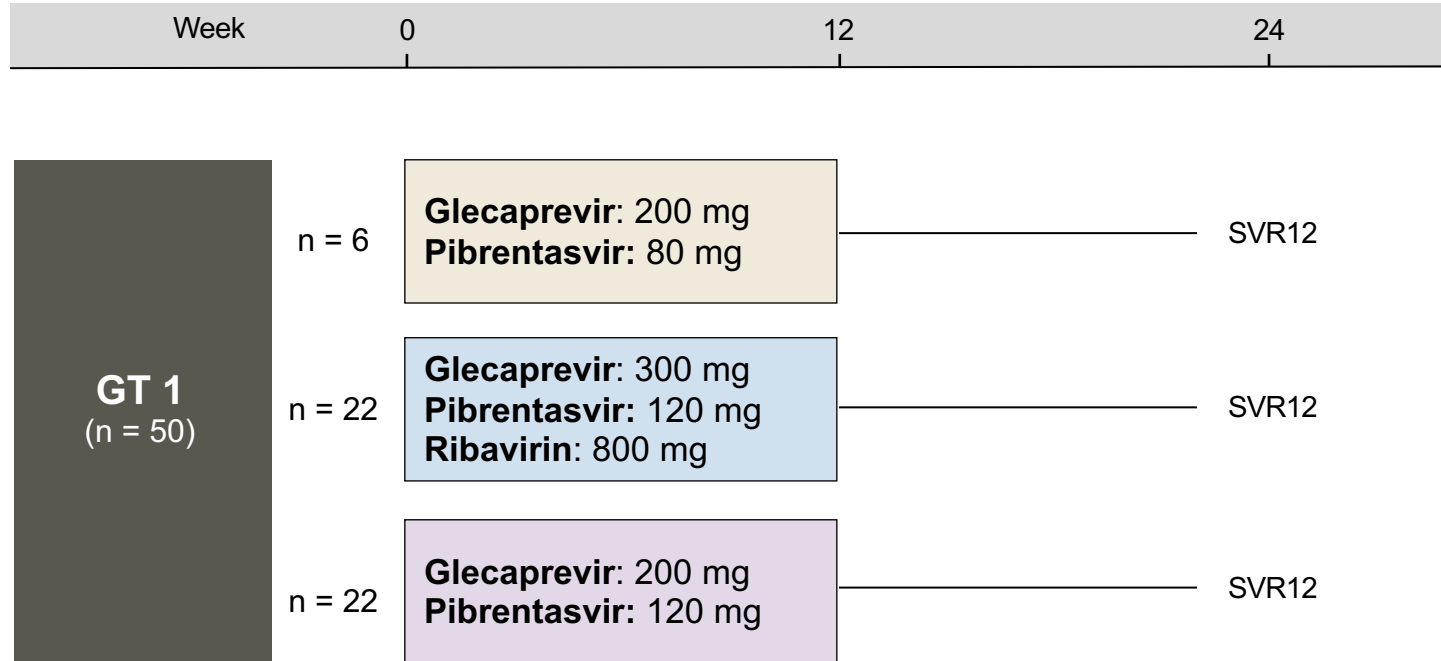 Week 0 12 24
n = 6
Glecaprevir: 200 mg
Pibrentasvir: 80 mg
SVR12
GT 1
(n = 50)
n = 22
Glecaprevir: 300 mg
Pibrentasvir: 120 mg
Ribavirin: 800 mg
SVR12
n = 22
Glecaprevir: 200 mg
Pibrentasvir: 120 mg
SVR12